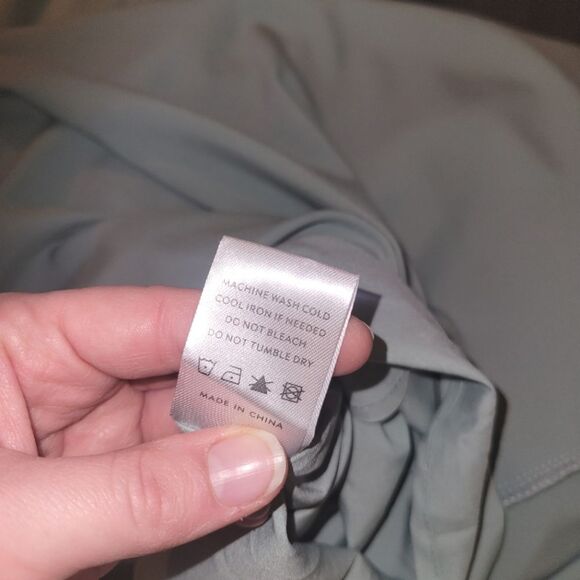 MACHINE WASH COLD
COOL IRON IF NEEDED
DO NOT BLEACH
DO NOT TUMBLE DRY
MADE IN CHINA